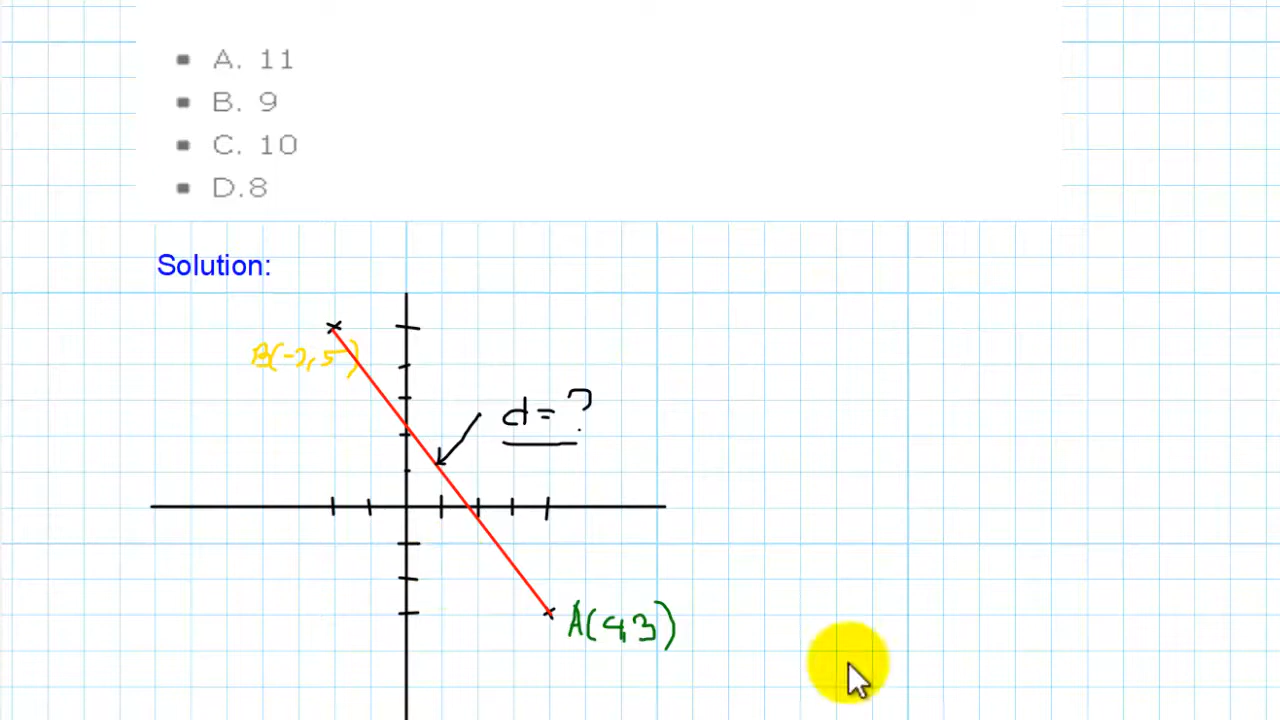 A. 11
B. 9
C. 10
D.8
Solution:
B(-2,5)
d=?
A(4,3)